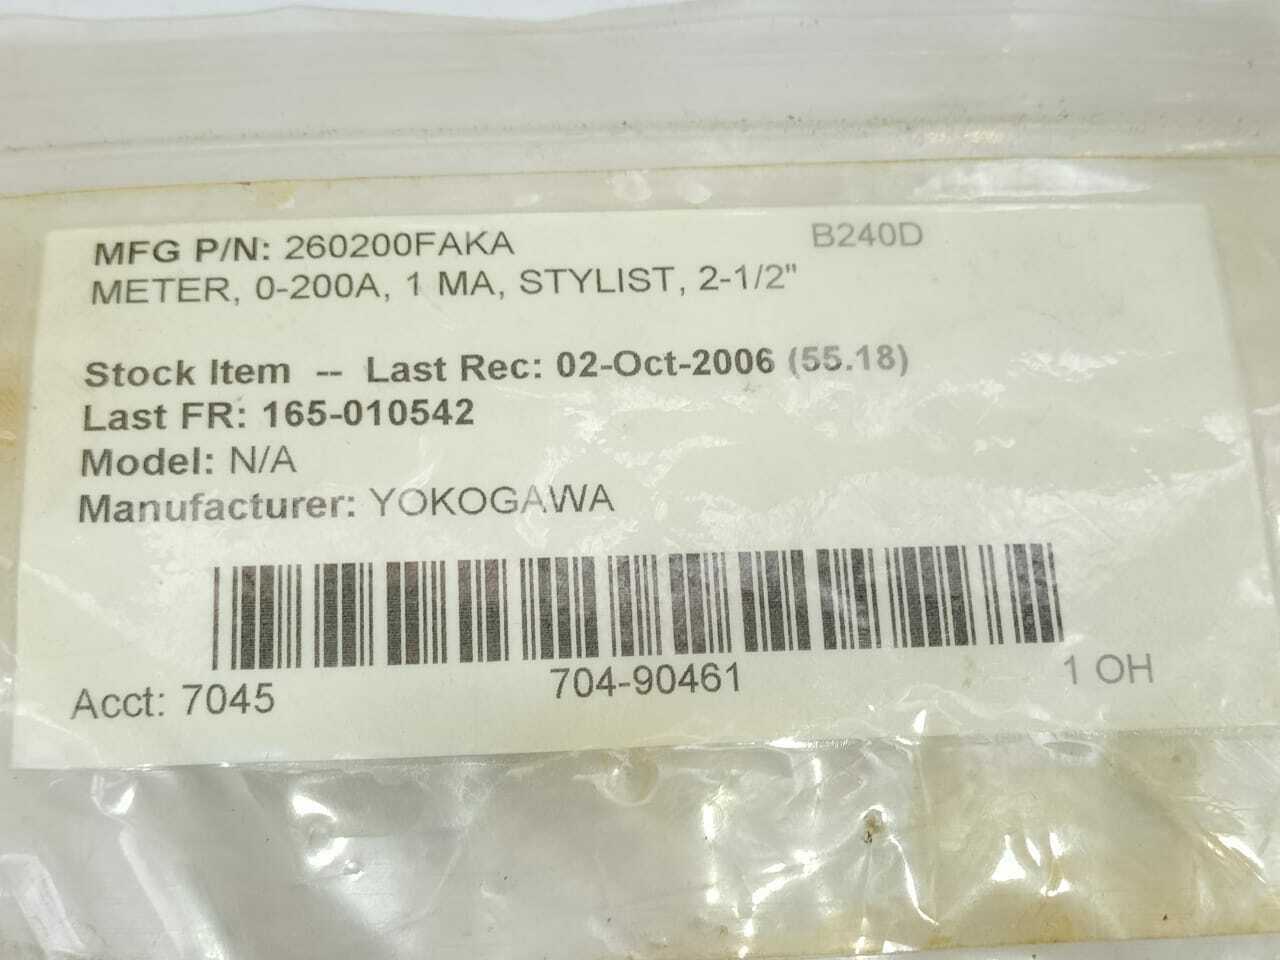 MFG P/N: 260200FAKA B240D
METER, 0-200A, 1 MA, STYLIST, 2-1/2"
Stock Item -- Last Rec: 02-Oct-2006 (55.18)
Last FR: 165-010542
Model: N/A
Manufacturer: YOKOGAWA
Acct: 7045 704-90461 1 OH